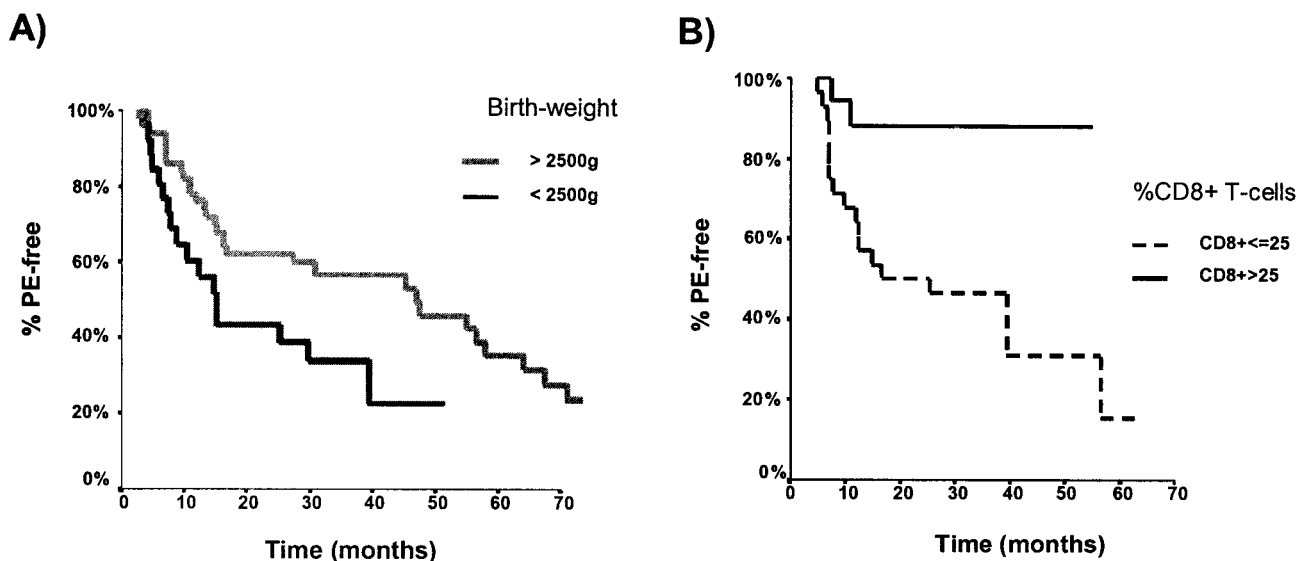 A)
Birth-weight
> 2500g
< 2500g
% PE-free
100%
80%
60%
40%
20%
0%
0 10 20 30 40 50 60 70
Time (months)
B)
%CD8+ T-cells
CD8+<=25
CD8+>25
% PE-free
100%
80%
60%
40%
20%
0%
0 10 20 30 40 50 60 70
Time (months)